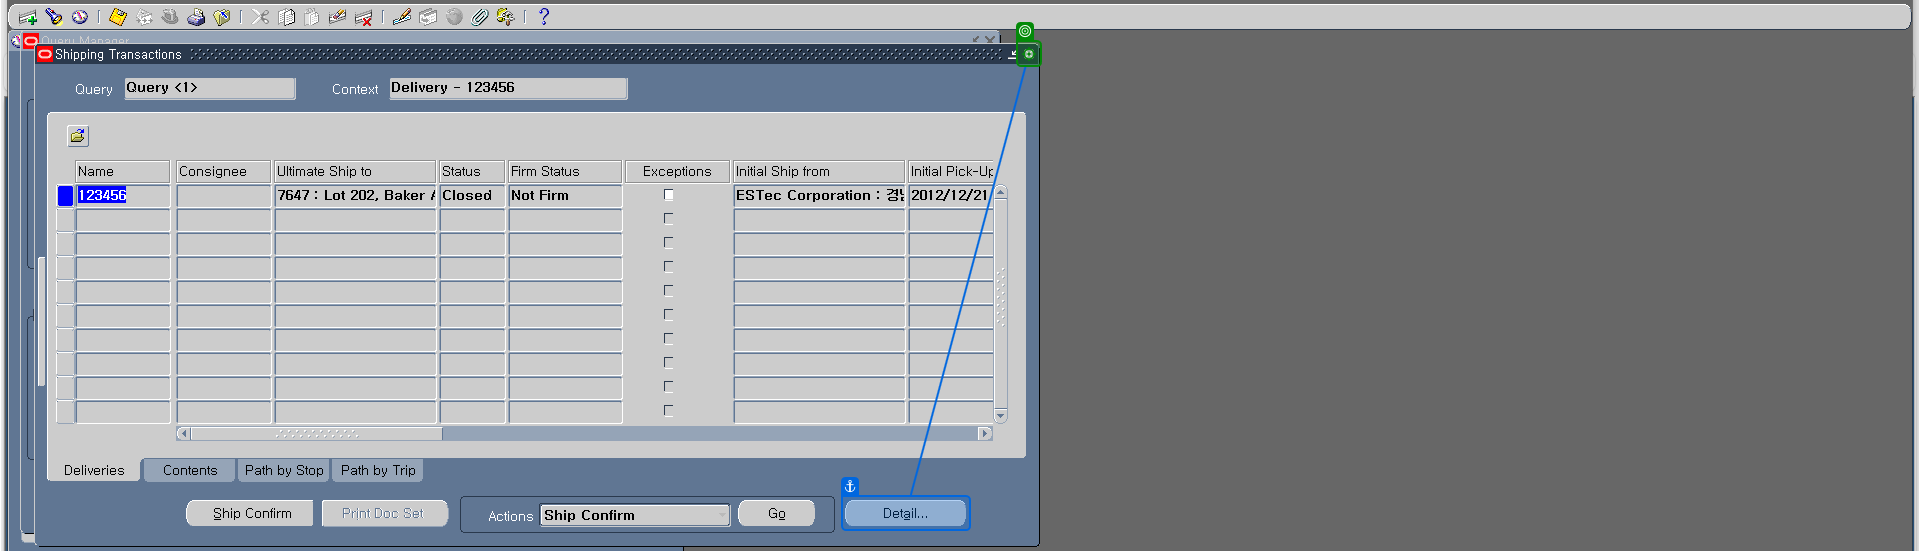 Query Manager
Shipping Transactions
Query Query <1> Context Delivery - 123456
Name Consignee Ultimate Ship to Status Firm Status Exceptions Initial Ship from Initial Pick-Up
123456 7647 : Lot 202, Baker Closed Not Firm ESTec Corporation : 2012/12/21
Deliveries Contents Path by Stop Path by Trip
Ship Confirm Print Doc Set Actions Ship Confirm Go Detail...